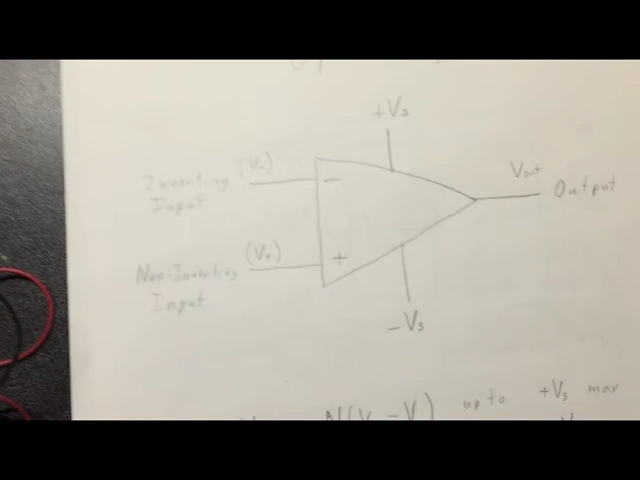 +Vs
(V-)
Inverting
Input
-
Vout
Output
(V+)
Non-Inverting
Input
+
-Vs
up to +Vs max